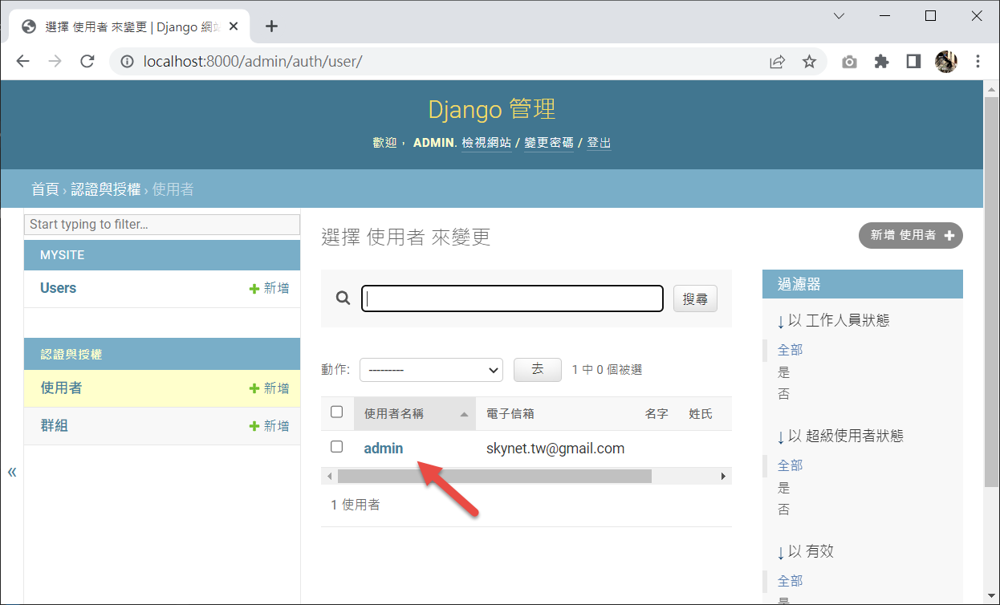 選擇 使用者 來變更 | Django 網站
localhost:8000/admin/auth/user/
Django 管理
歡迎， ADMIN. 檢視網站 / 變更密碼 / 登出
首頁 › 認證與授權 › 使用者
Start typing to filter...
MYSITE
Users 新增
認證與授權
使用者 新增
群組 新增
«
選擇 使用者 來變更
新增 使用者
搜尋
動作: --------- 去 1 中 0 個被選
使用者名稱 電子信箱 名字 姓氏
admin skynet.tw@gmail.com
1 使用者
過濾器
↓ 以 工作人員狀態
全部
是
否
↓ 以 超級使用者狀態
全部
是
否
↓ 以 有效
全部
是